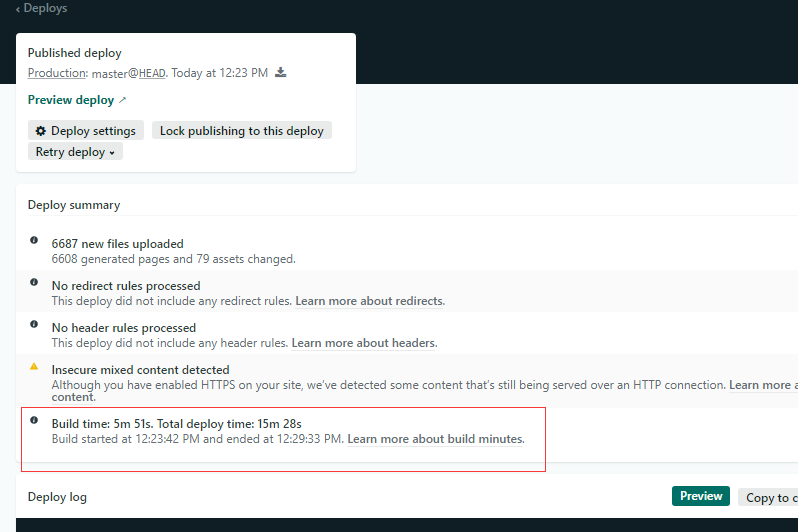 ‹ Deploys
Published deploy
Production: master@HEAD. Today at 12:23 PM
Preview deploy ↗
Deploy settings
Lock publishing to this deploy
Retry deploy
Deploy summary
6687 new files uploaded
6608 generated pages and 79 assets changed.
No redirect rules processed
This deploy did not include any redirect rules. Learn more about redirects.
No header rules processed
This deploy did not include any header rules. Learn more about headers.
Insecure mixed content detected
Although you have enabled HTTPS on your site, we've detected some content that's still being served over an HTTP connection. Learn more a
content.
Build time: 5m 51s. Total deploy time: 15m 28s
Build started at 12:23:42 PM and ended at 12:29:33 PM. Learn more about build minutes.
Deploy log
Preview
Copy to c